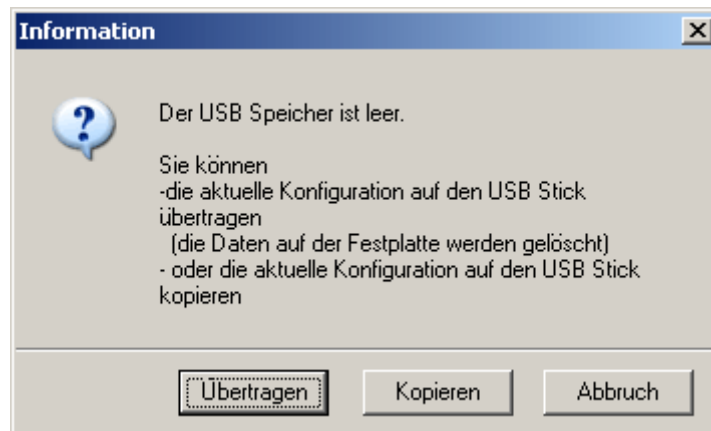 Information
Der USB Speicher ist leer.
Sie können
-die aktuelle Konfiguration auf den USB Stick
übertragen
(die Daten auf der Festplatte werden gelöscht)
- oder die aktuelle Konfiguration auf den USB Stick
kopieren
Übertragen
Kopieren
Abbruch